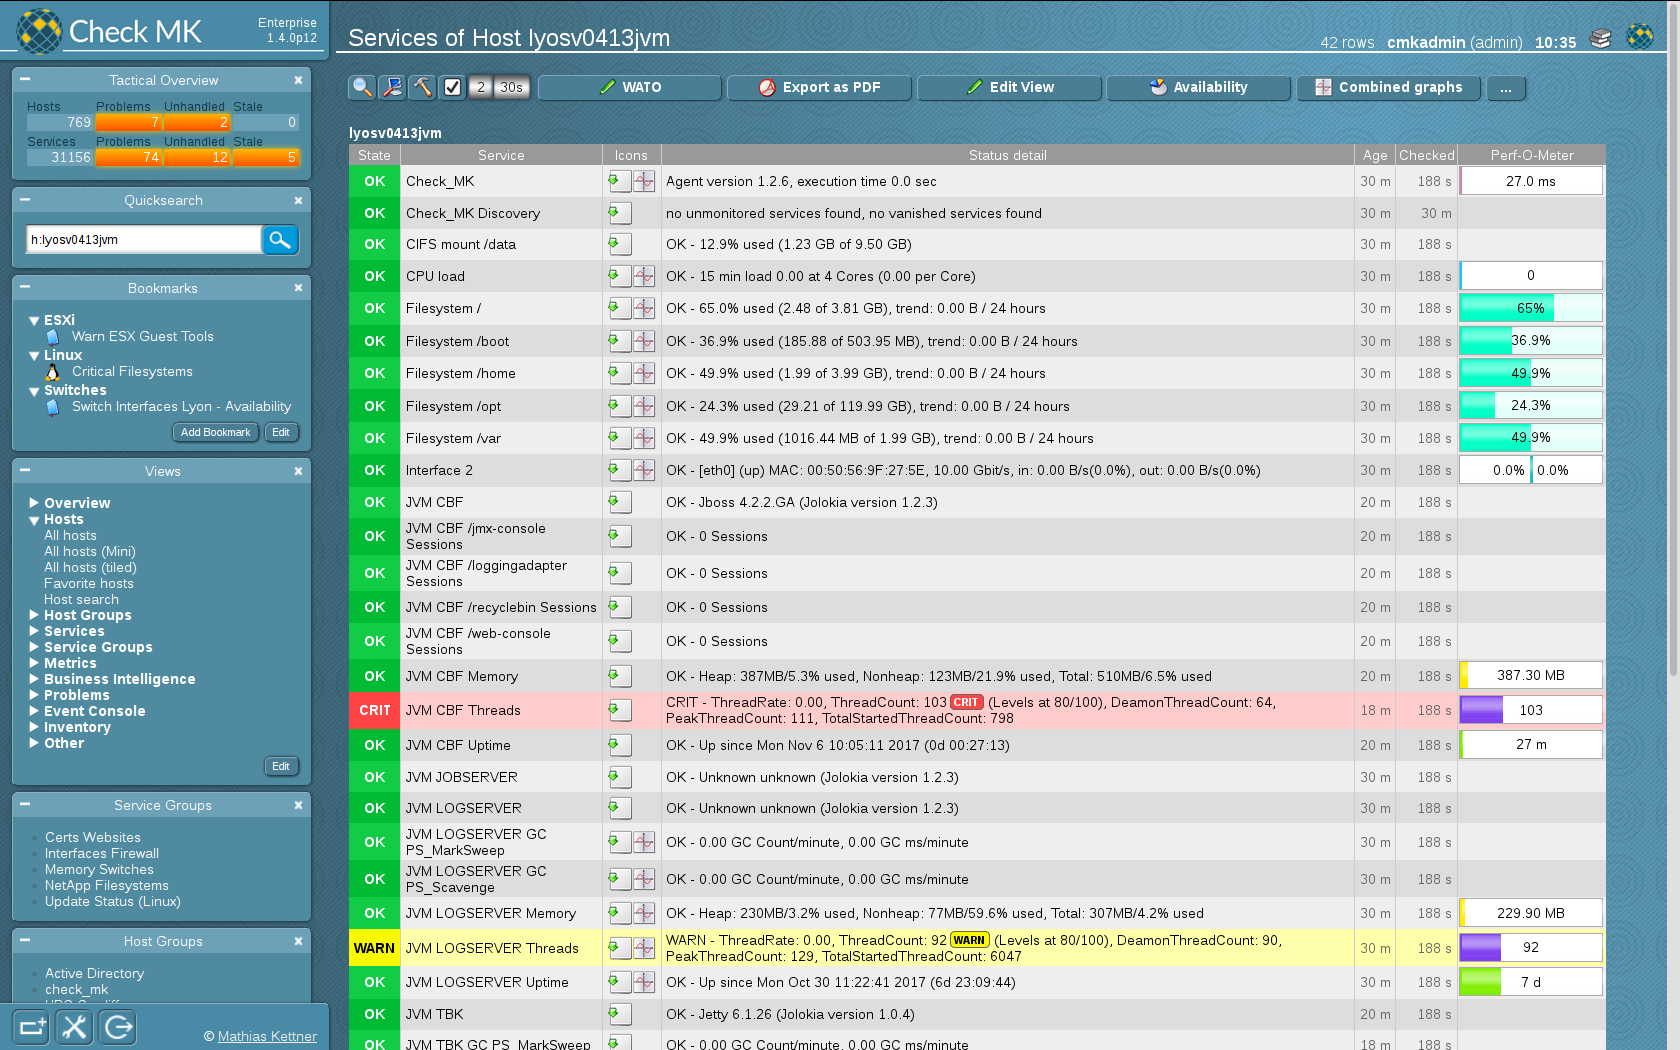 Check MK
Enterprise
1.4.0p12
Tactical Overview
Hosts Problems Unhandled Stale
769 7 2 0
Services Problems Unhandled Stale
31156 74 12 5
Quicksearch
h:lyosv0413jvm
Bookmarks
ESXi
Warn ESX Guest Tools
Linux
Critical Filesystems
Switches
Switch Interfaces Lyon - Availability
Add Bookmark Edit
Views
Overview
Hosts
All hosts
All hosts (Mini)
All hosts (tiled)
Favorite hosts
Host search
Host Groups
Services
Service Groups
Metrics
Business Intelligence
Problems
Event Console
Inventory
Other
Edit
Service Groups
Certs Websites
Interfaces Firewall
Memory Switches
NetApp Filesystems
Update Status (Linux)
Host Groups
Active Directory
check_mk
© Mathias Kettner
Services of Host lyosv0413jvm
42 rows cmkadmin (admin) 10:35
2 30s WATO Export as PDF Edit View Availability Combined graphs ...
lyosv0413jvm
State Service Icons Status detail Age Checked Perf-O-Meter
OK Check_MK Agent version 1.2.6, execution time 0.0 sec 30 m 188 s 27.0 ms
OK Check_MK Discovery no unmonitored services found, no vanished services found 30 m 30 m
OK CIFS mount /data OK - 12.9% used (1.23 GB of 9.50 GB) 30 m 188 s
OK CPU load OK - 15 min load 0.00 at 4 Cores (0.00 per Core) 30 m 188 s 0
OK Filesystem / OK - 65.0% used (2.48 of 3.81 GB), trend: 0.00 B / 24 hours 30 m 188 s 65%
OK Filesystem /boot OK - 36.9% used (185.88 of 503.95 MB), trend: 0.00 B / 24 hours 30 m 188 s 36.9%
OK Filesystem /home OK - 49.9% used (1.99 of 3.99 GB), trend: 0.00 B / 24 hours 30 m 188 s 49.9%
OK Filesystem /opt OK - 24.3% used (29.21 of 119.99 GB), trend: 0.00 B / 24 hours 30 m 188 s 24.3%
OK Filesystem /var OK - 49.9% used (1016.44 MB of 1.99 GB), trend: 0.00 B / 24 hours 30 m 188 s 49.9%
OK Interface 2 OK - [eth0] (up) MAC: 00:50:56:9F:27:5E, 10.00 Gbit/s, in: 0.00 B/s(0.0%), out: 0.00 B/s(0.0%) 30 m 188 s 0.0% 0.0%
OK JVM CBF OK - Jboss 4.2.2.GA (Jolokia version 1.2.3) 20 m 188 s
OK JVM CBF /jmx-console Sessions OK - 0 Sessions 20 m 188 s
OK JVM CBF /loggingadapter Sessions OK - 0 Sessions 20 m 188 s
OK JVM CBF /recyclebin Sessions OK - 0 Sessions 20 m 188 s
OK JVM CBF /web-console Sessions OK - 0 Sessions 20 m 188 s
OK JVM CBF Memory OK - Heap: 387MB/5.3% used, Nonheap: 123MB/21.9% used, Total: 510MB/6.5% used 20 m 188 s 387.30 MB
CRIT JVM CBF Threads CRIT - ThreadRate: 0.00, ThreadCount: 103 CRIT (Levels at 80/100), DeamonThreadCount: 64, 18 m 188 s 103
PeakThreadCount: 111, TotalStartedThreadCount: 798
OK JVM CBF Uptime OK - Up since Mon Nov 6 10:05:11 2017 (0d 00:27:13) 20 m 188 s 27 m
OK JVM JOBSERVER OK - Unknown unknown (Jolokia version 1.2.3) 30 m 188 s
OK JVM LOGSERVER OK - Unknown unknown (Jolokia version 1.2.3) 30 m 188 s
OK JVM LOGSERVER GC PS_MarkSweep OK - 0.00 GC Count/minute, 0.00 GC ms/minute 30 m 188 s
OK JVM LOGSERVER GC PS_Scavenge OK - 0.00 GC Count/minute, 0.00 GC ms/minute 30 m 188 s
OK JVM LOGSERVER Memory OK - Heap: 230MB/3.2% used, Nonheap: 77MB/59.6% used, Total: 307MB/4.2% used 30 m 188 s 229.90 MB
WARN JVM LOGSERVER Threads WARN - ThreadRate: 0.00, ThreadCount: 92 WARN (Levels at 80/100), DeamonThreadCount: 90, 30 m 188 s 92
PeakThreadCount: 129, TotalStartedThreadCount: 6047
OK JVM LOGSERVER Uptime OK - Up since Mon Oct 30 11:22:41 2017 (6d 23:09:44) 30 m 188 s 7 d
OK JVM TBK OK - Jetty 6.1.26 (Jolokia version 1.0.4) 20 m 188 s
OK JVM TBK GC PS_MarkSweep OK - 0.00 GC Count/minute, 0.00 GC ms/minute 18 m 188 s